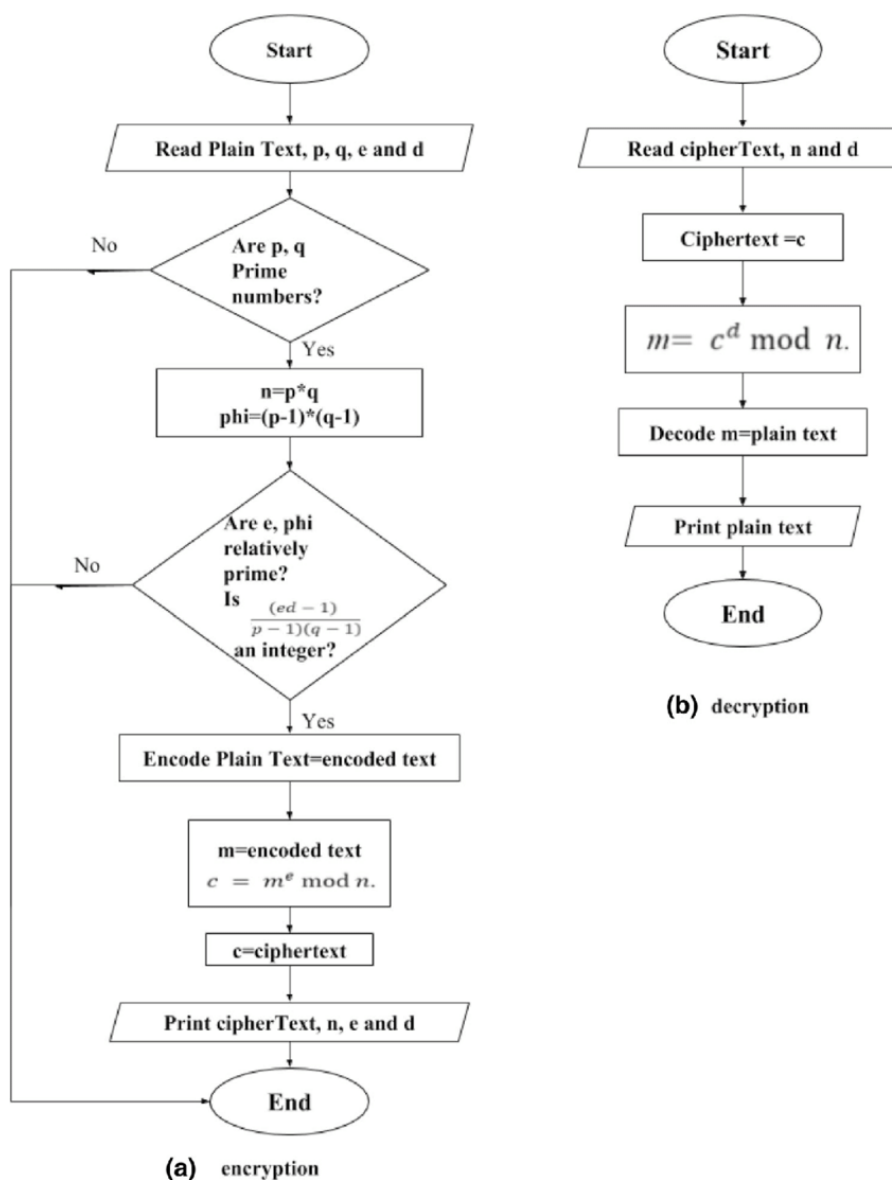 Start
Read Plain Text, p, q, e and d
No
Are p, q
Prime
numbers?
Yes
n=p*q
phi=(p-1)*(q-1)
No
Are e, phi
relatively
prime?
Is
(ed − 1)
p − 1)(q − 1)
an integer?
Yes
Encode Plain Text=encoded text
m=encoded text
c = m^e mod n.
c=ciphertext
Print cipherText, n, e and d
End
(a) encryption
Start
Read cipherText, n and d
Ciphertext =c
m= c^d mod n.
Decode m=plain text
Print plain text
End
(b) decryption